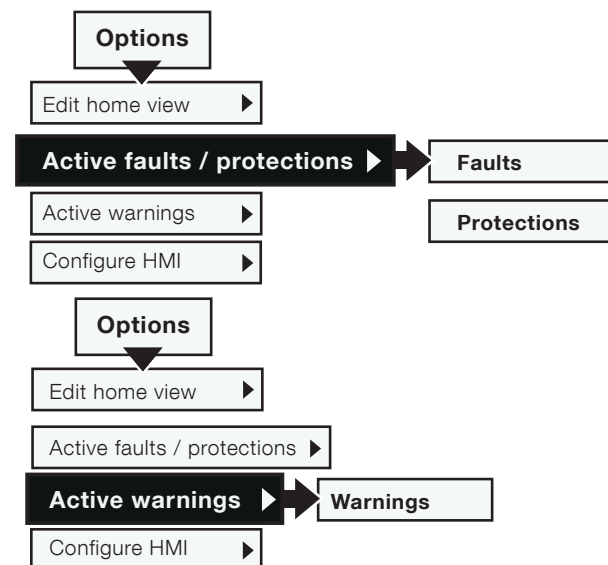 Options
Edit home view
Active faults / protections
Faults
Active warnings
Protections
Configure HMI
Options
Edit home view
Active faults / protections
Active warnings
Warnings
Configure HMI